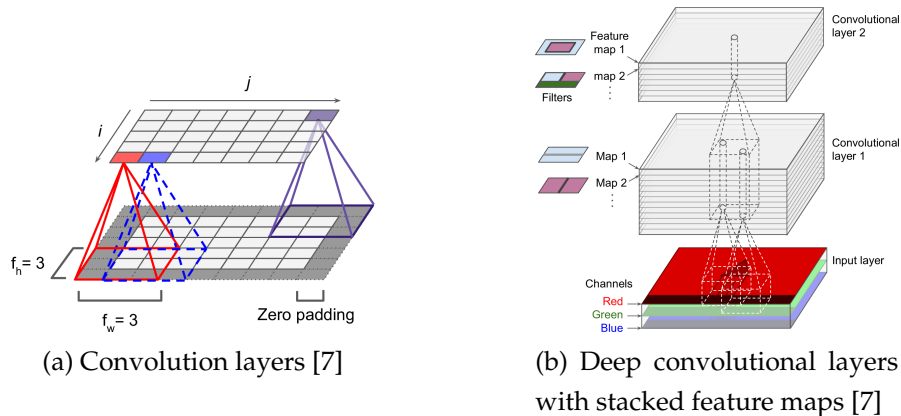 j
i
f_h = 3
f_w = 3
Zero padding
(a) Convolution layers [7]
Feature
map 1
map 2
⋮
Filters
Convolutional
layer 2
Map 1
Map 2
⋮
Convolutional
layer 1
Channels
Red
Green
Blue
Input layer
(b) Deep convolutional layers
with stacked feature maps [7]